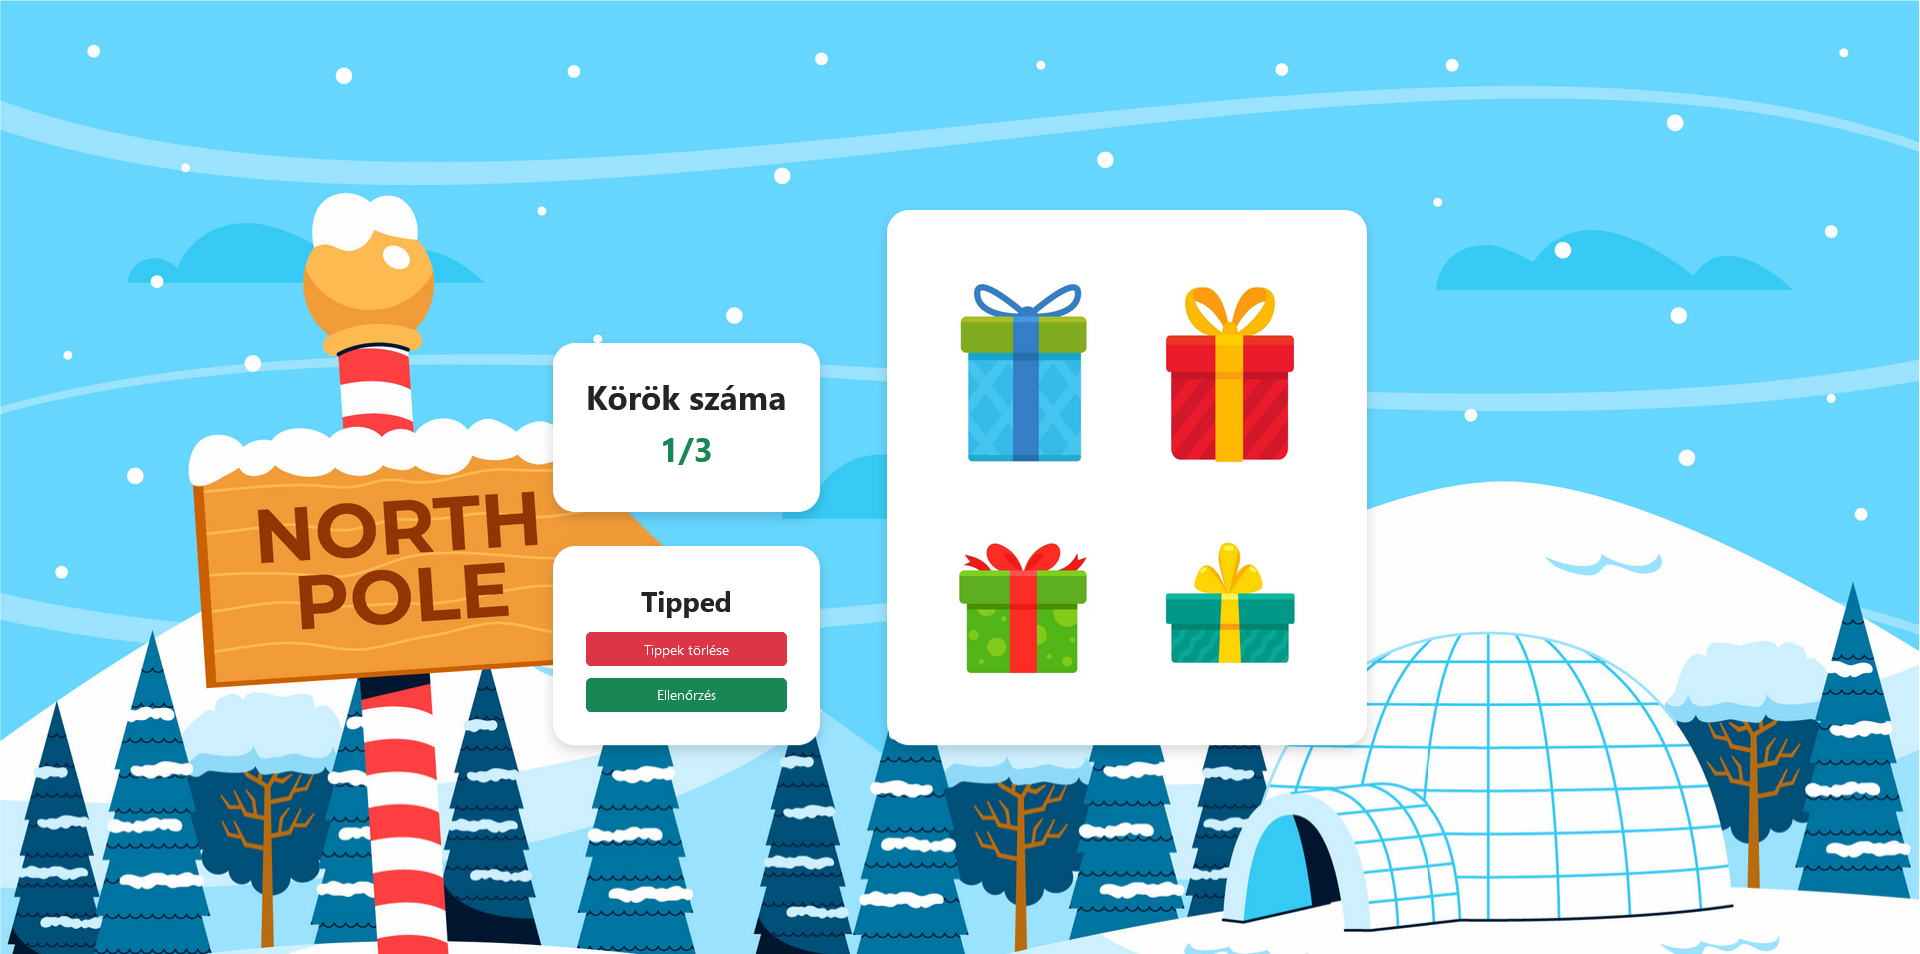 NORTH
POLE
Körök száma
1/3
Tipped
Tippek törlése
Ellenőrzés